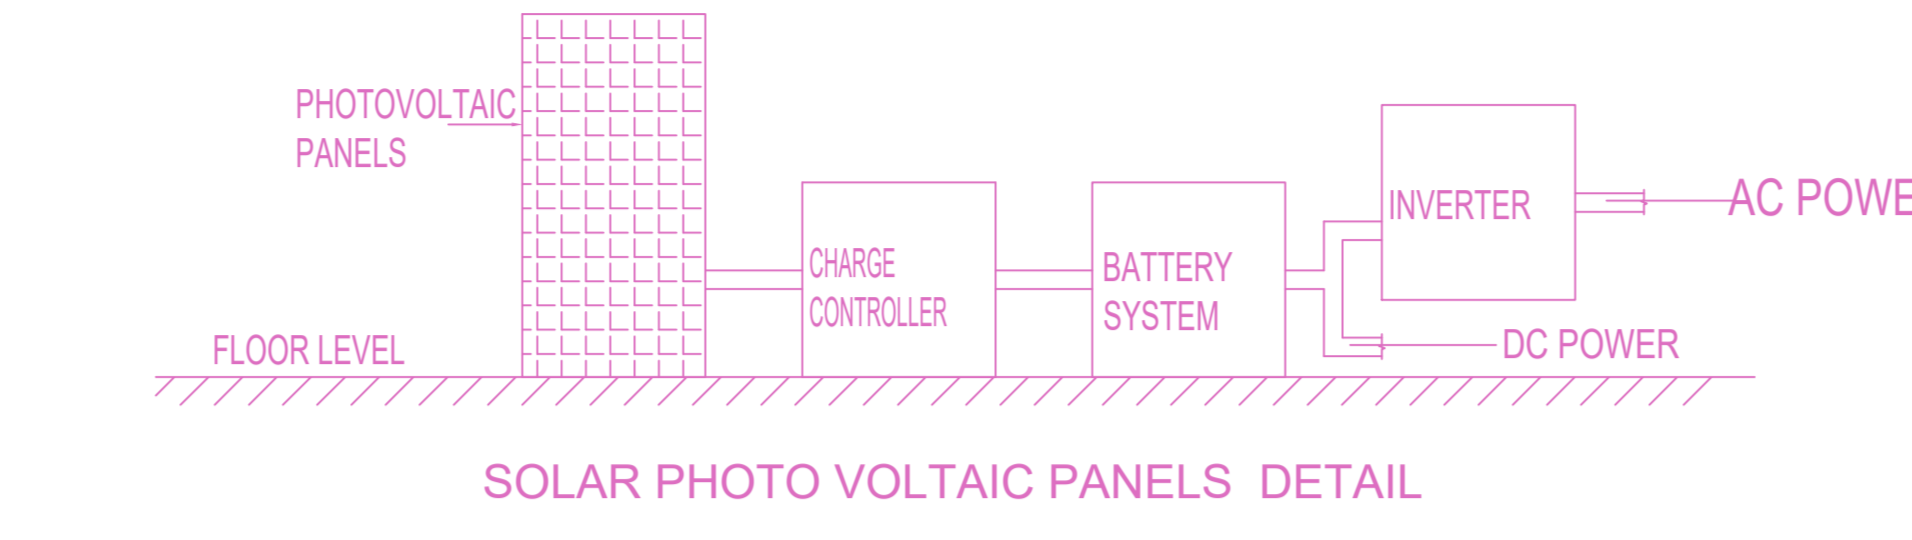 PHOTOVOLTAIC
PANELS
FLOOR LEVEL
CHARGE
CONTROLLER
BATTERY
SYSTEM
INVERTER
AC POWE
DC POWER
SOLAR PHOTO VOLTAIC PANELS DETAIL